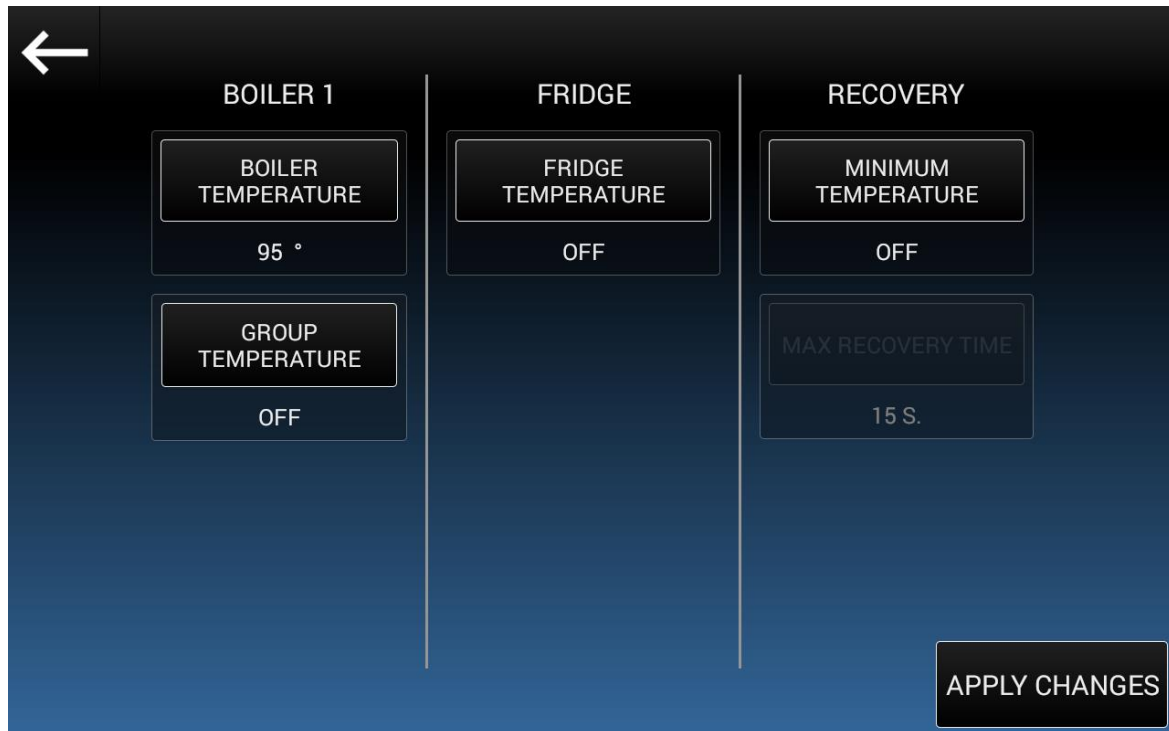 BOILER 1
BOILER
TEMPERATURE
95 °
GROUP
TEMPERATURE
OFF
FRIDGE
FRIDGE
TEMPERATURE
OFF
RECOVERY
MINIMUM
TEMPERATURE
OFF
MAX RECOVERY TIME
15 S.
APPLY CHANGES